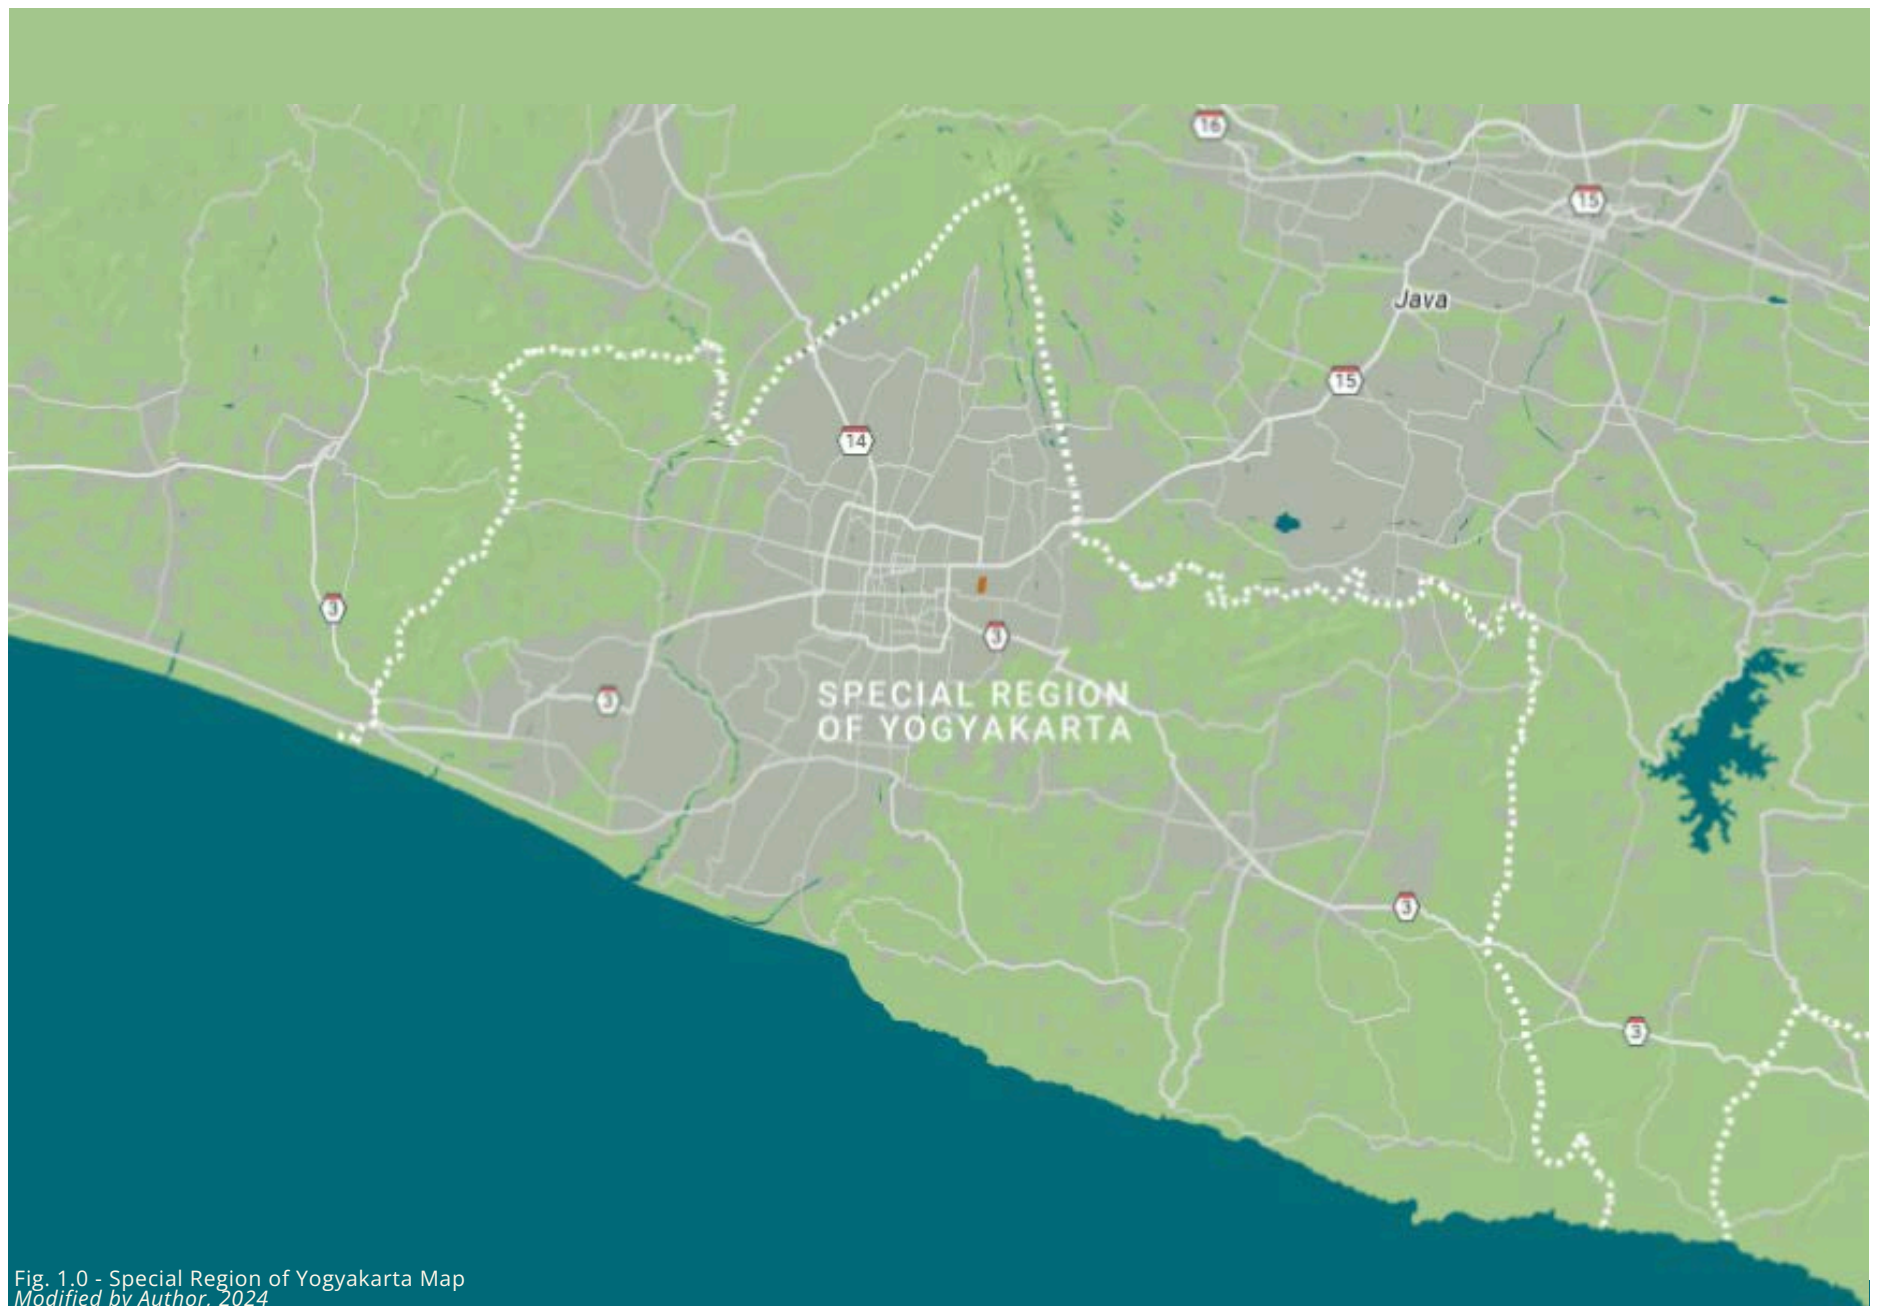 16
15
Java
15
14
3
3
3
SPECIAL REGION
OF YOGYAKARTA
3
3
Fig. 1.0 - Special Region of Yogyakarta Map
Modified by Author, 2024